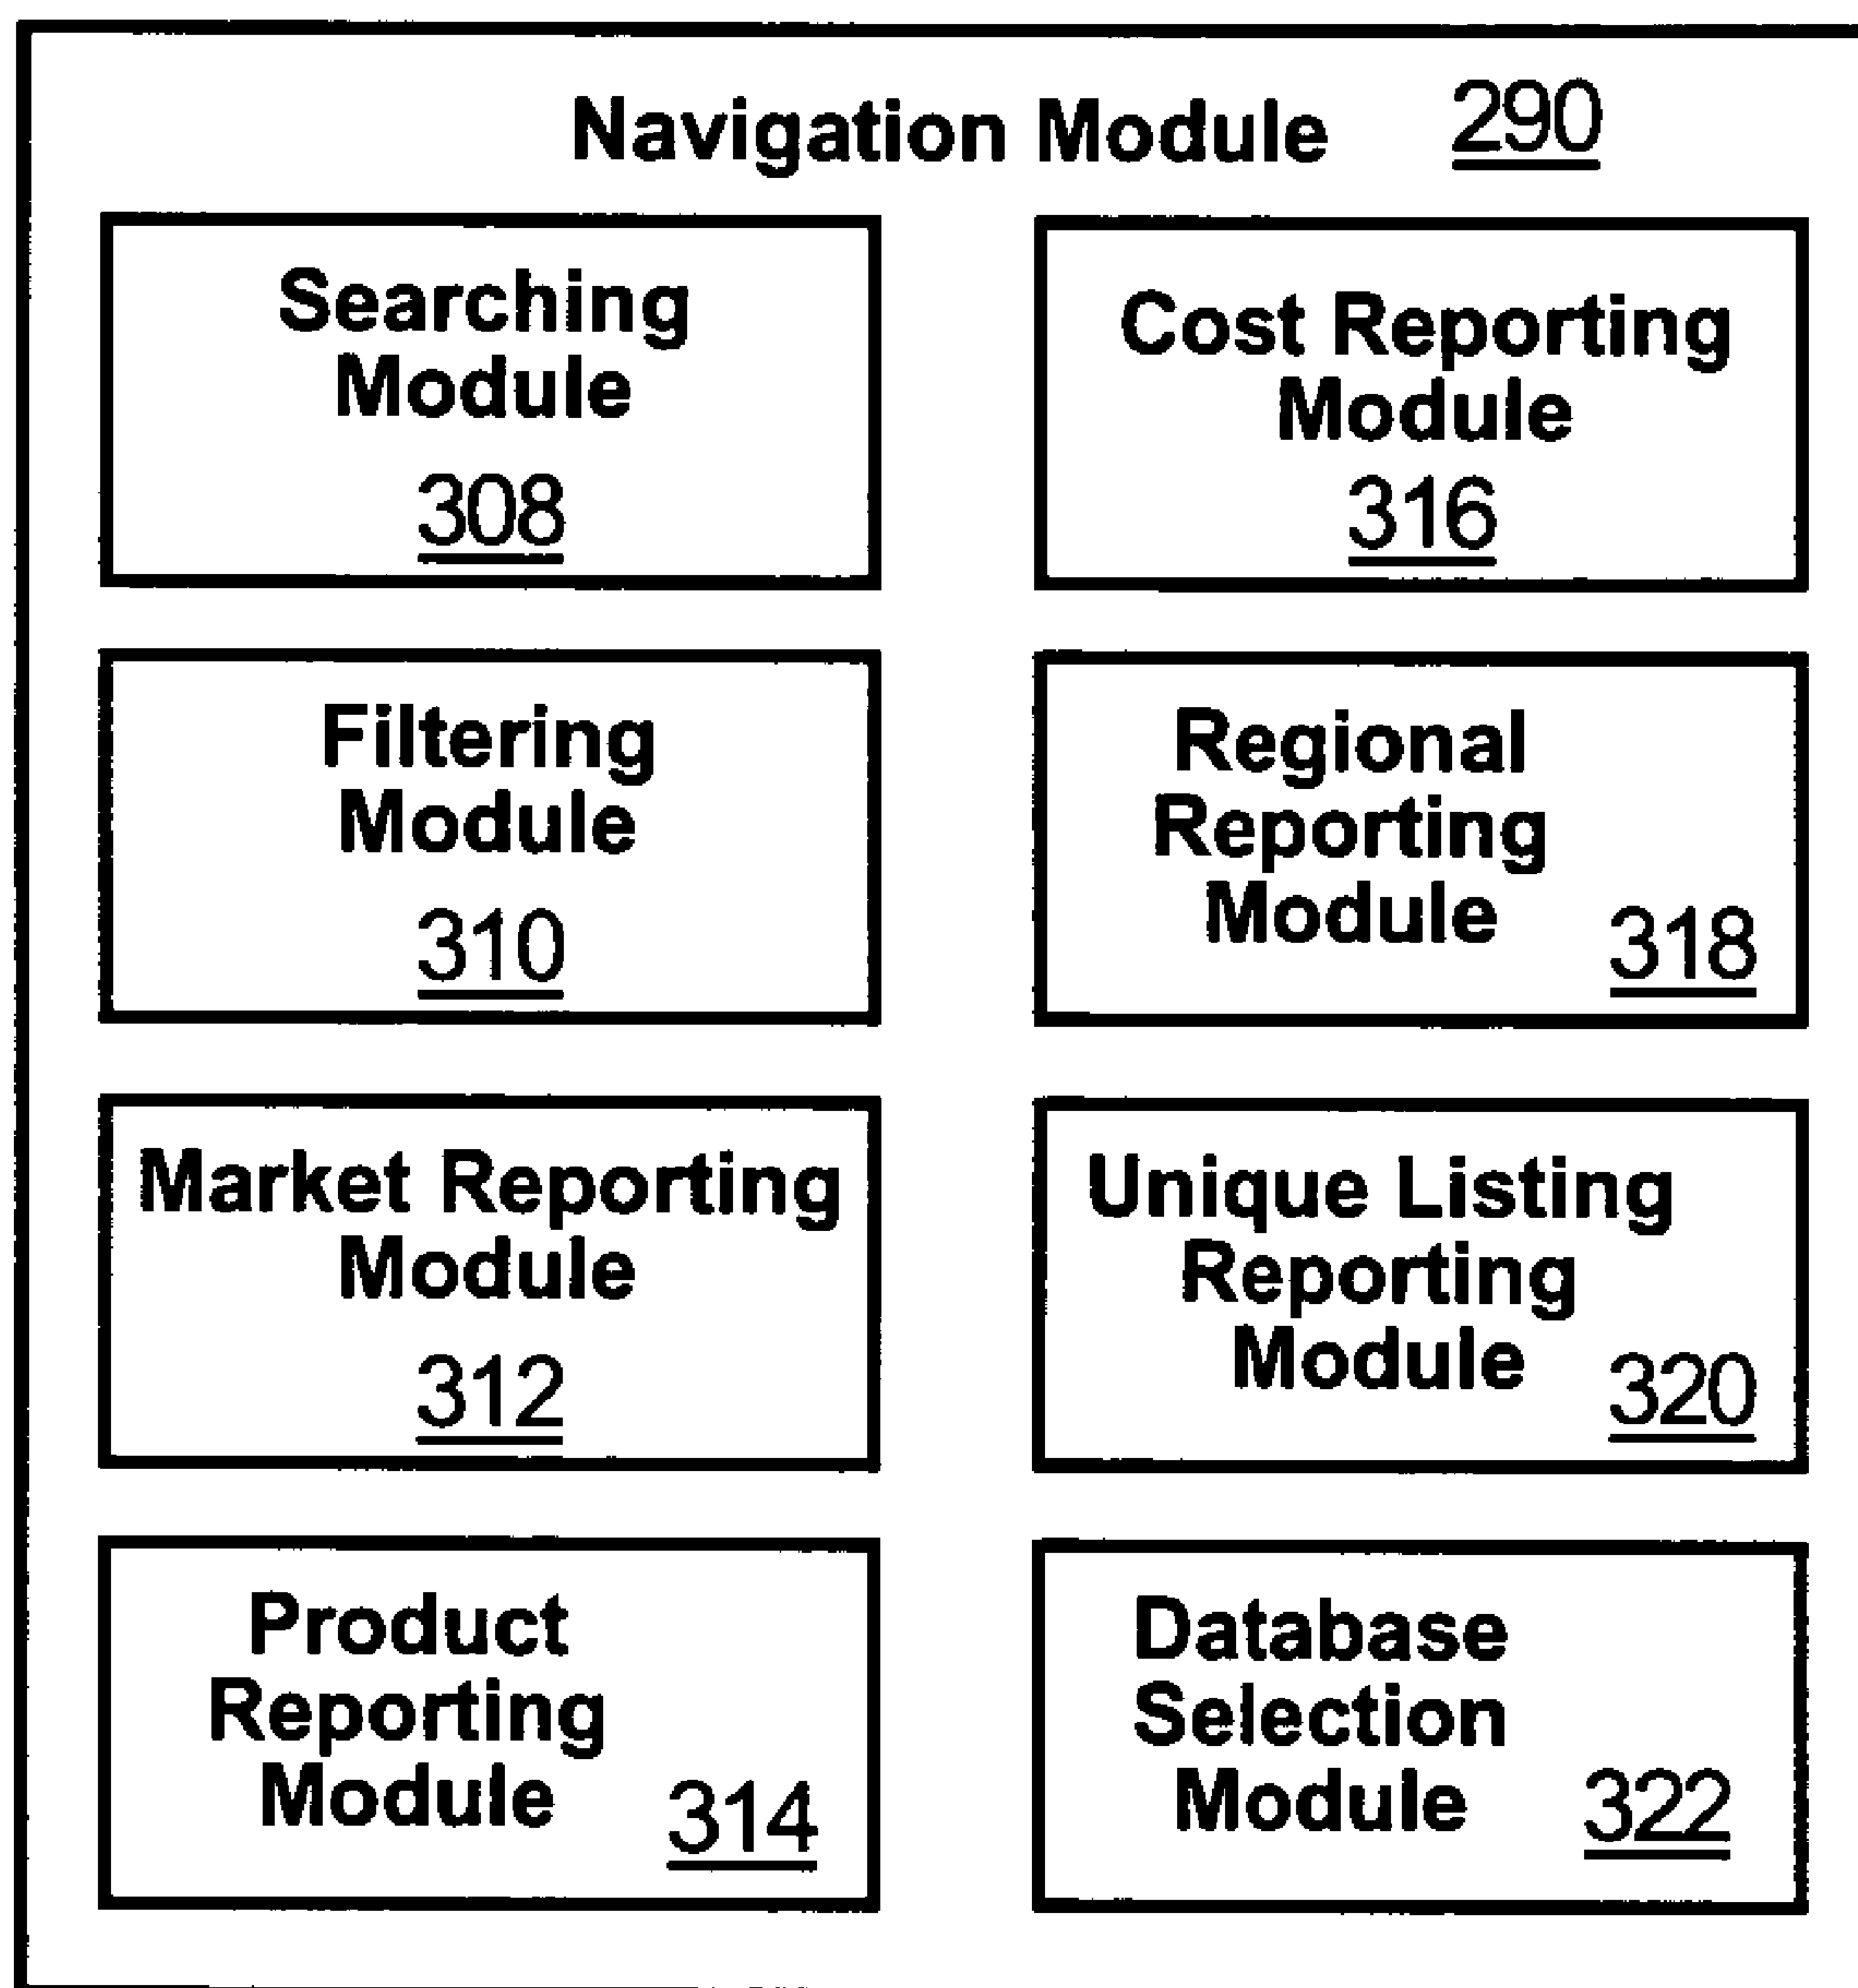 Navigation Module 290
Searching
Module
308
Cost Reporting
Module
316
Filtering
Module
310
Regional
Reporting
Module 318
Market Reporting
Module
312
Unique Listing
Reporting
Module 320
Product
Reporting
Module 314
Database
Selection
Module 322